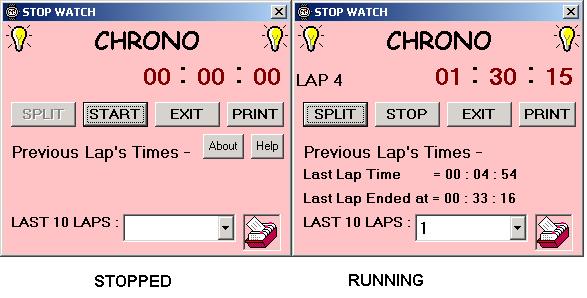 STOP WATCH
CHRONO
00 : 00 : 00
SPLIT START EXIT PRINT
Previous Lap's Times -
About Help
LAST 10 LAPS :
STOPPED
STOP WATCH
CHRONO
LAP 4 01 : 30 : 15
SPLIT STOP EXIT PRINT
Previous Lap's Times -
Last Lap Time = 00 : 04 : 54
Last Lap Ended at = 00 : 33 : 16
LAST 10 LAPS : 1
RUNNING